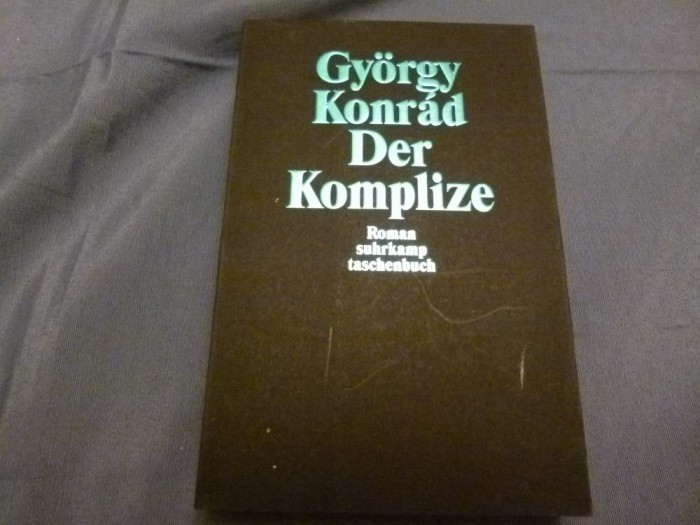 György
Konrád
Der
Komplize
Roman
suhrkamp
taschenbuch